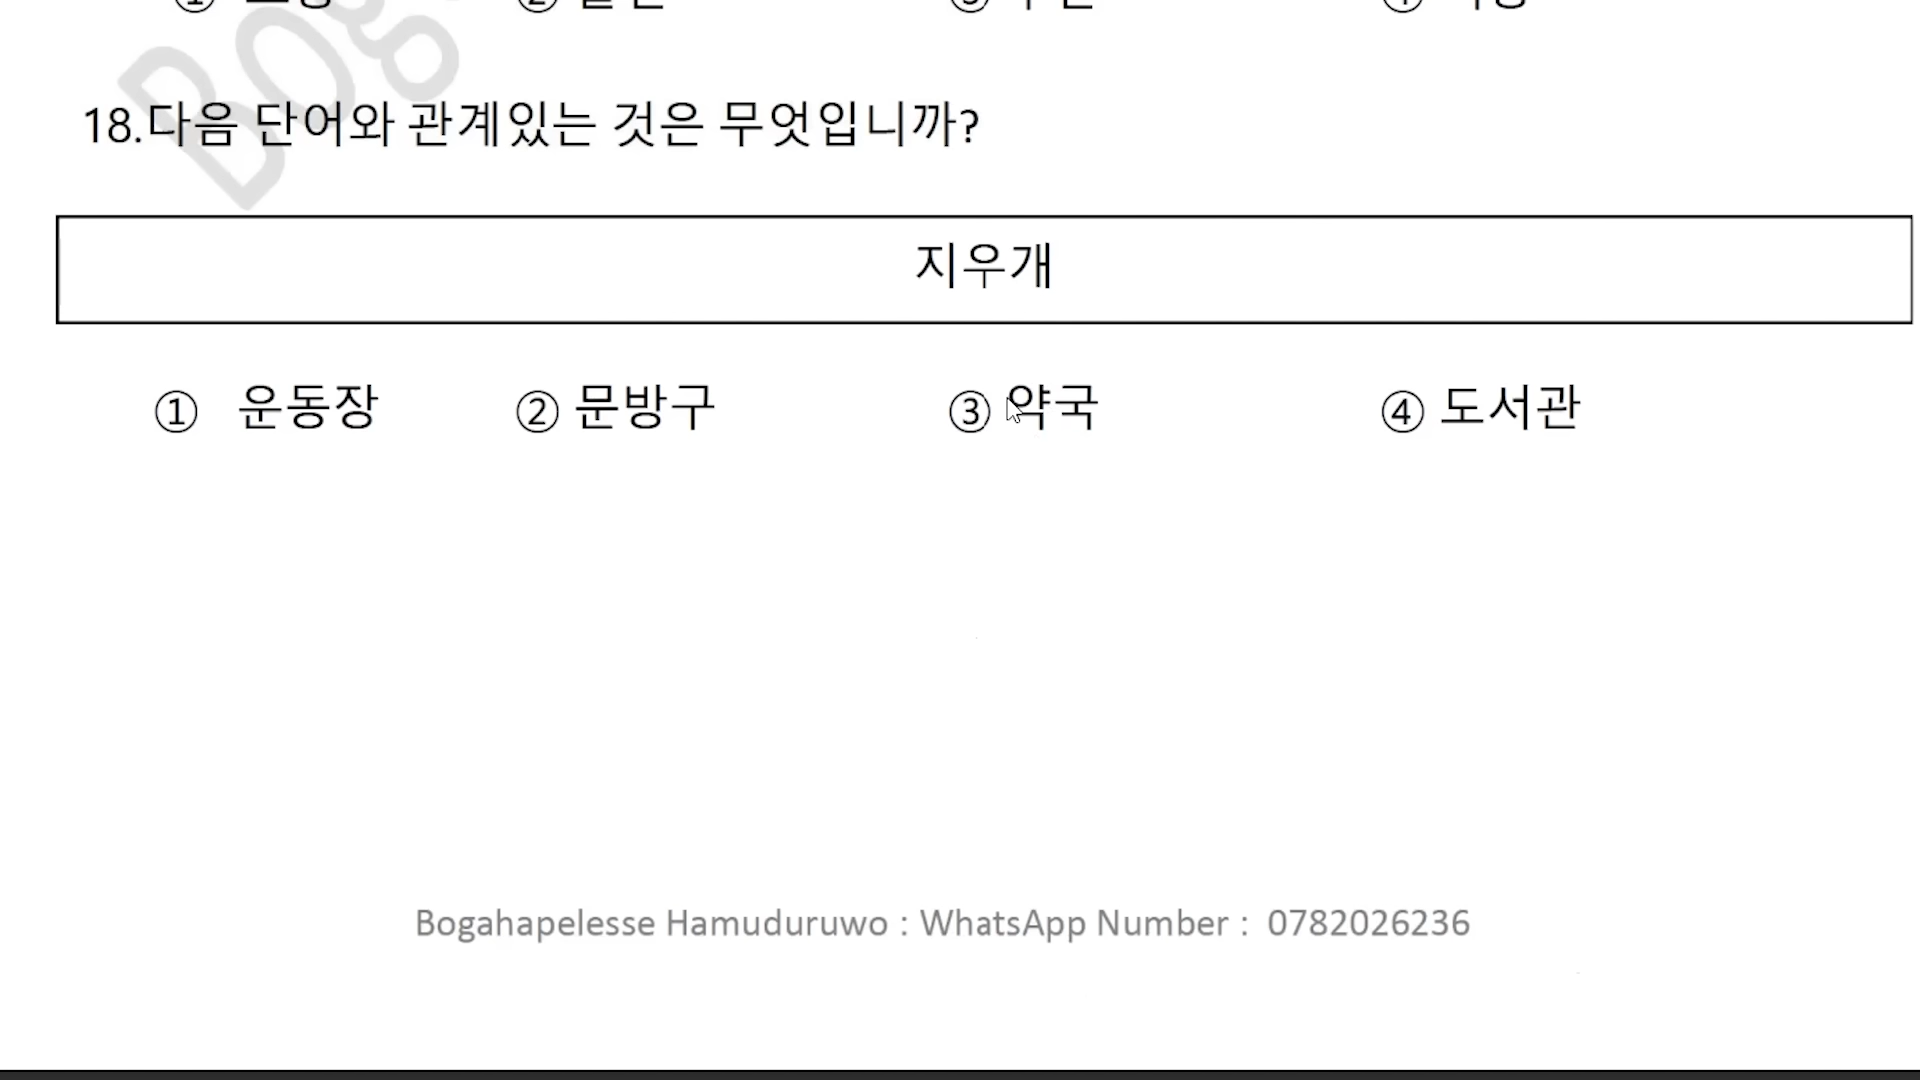 18.다음 단어와 관계있는 것은 무엇입니까?
지우개
① 운동장 ② 문방구 ③ 약국 ④ 도서관
Bogahapelesse Hamuduruwo : WhatsApp Number : 0782026236